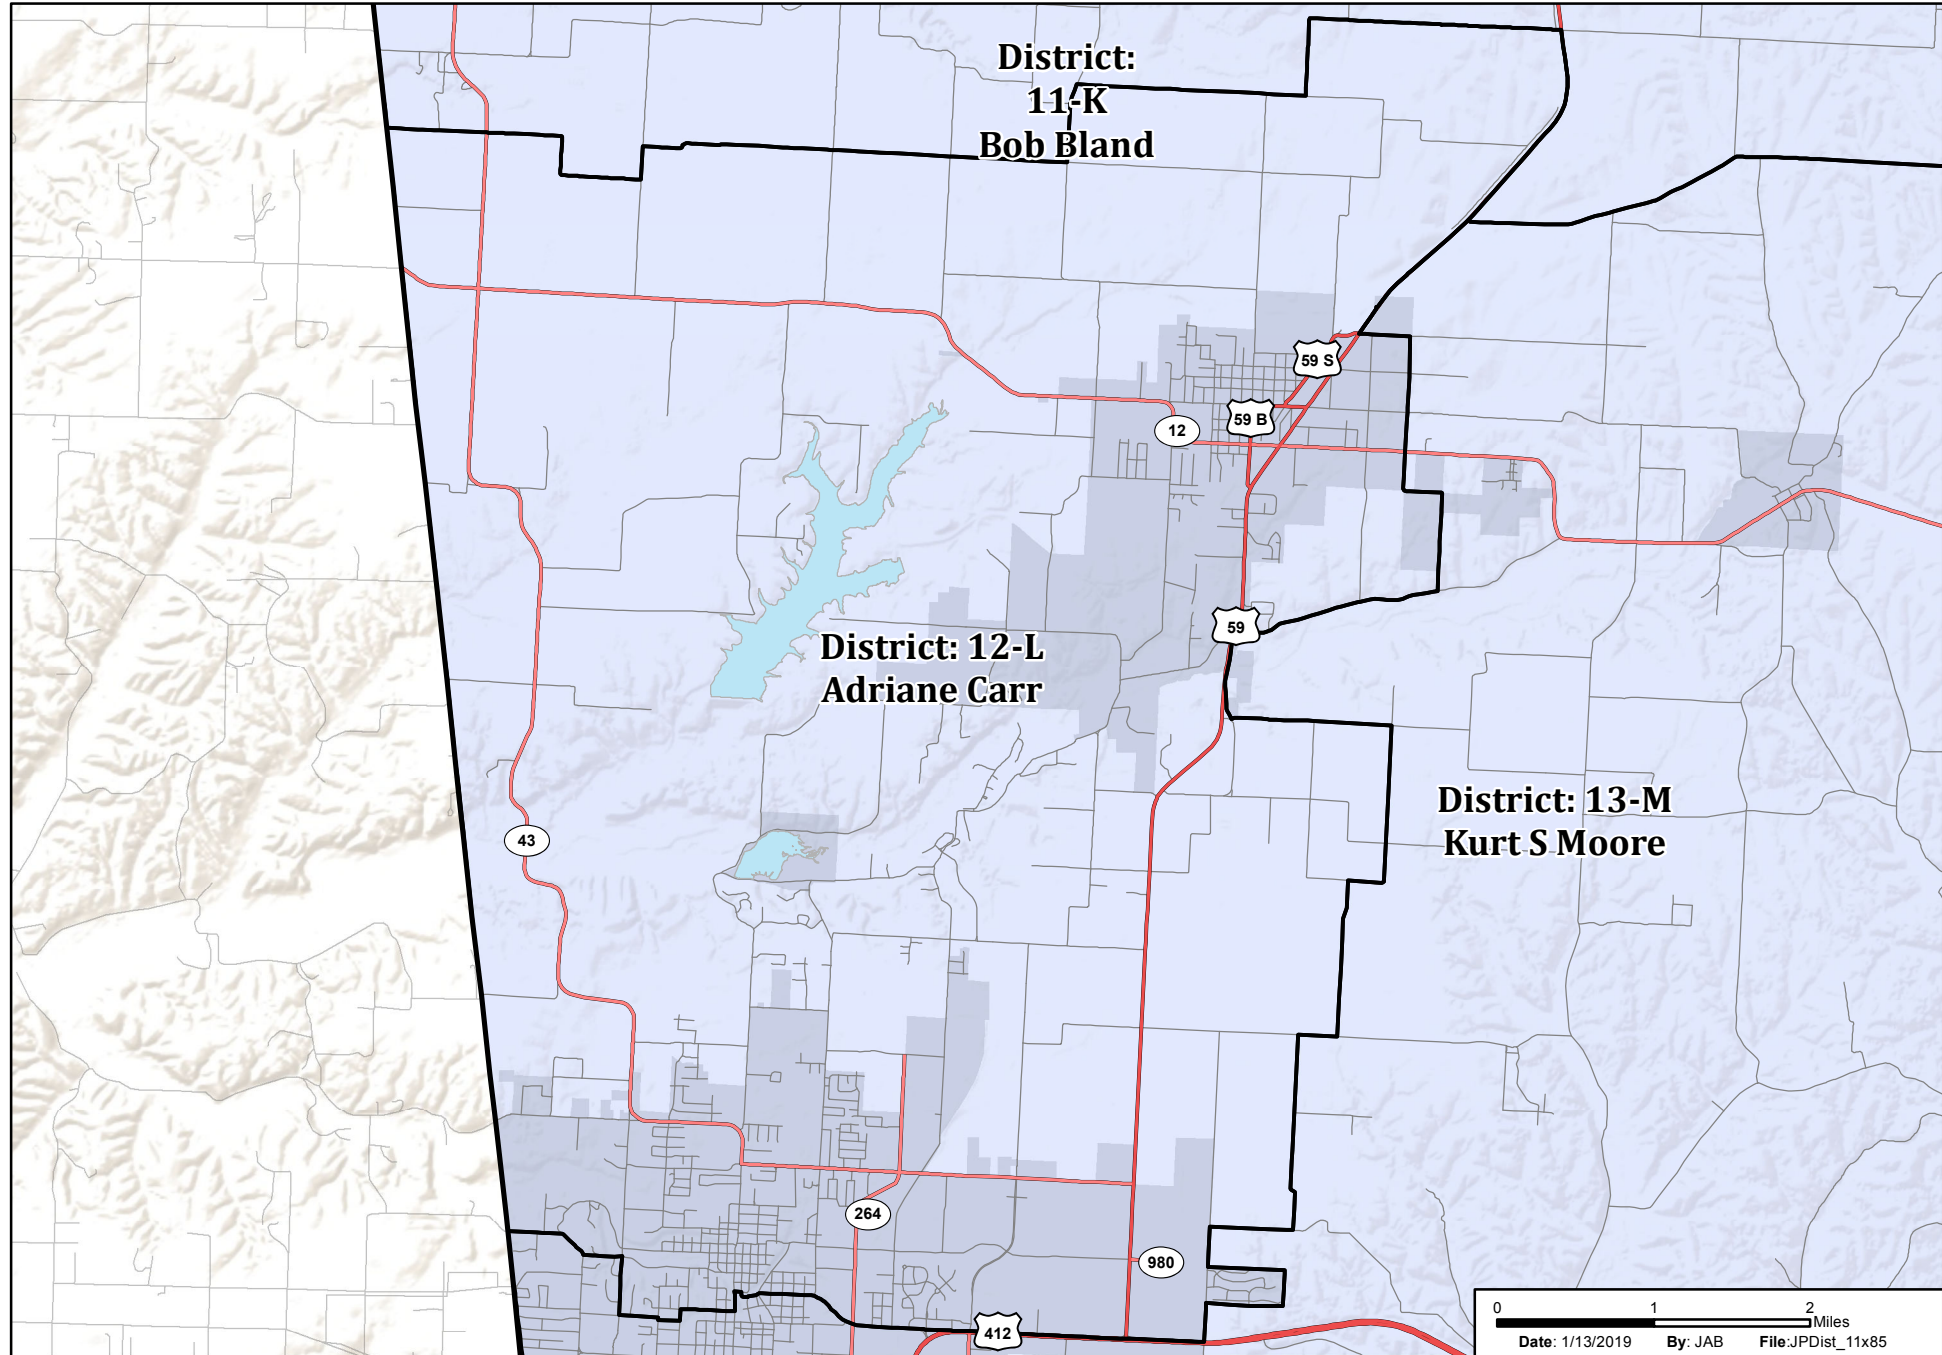 District:
11-K
Bob Bland
59 S
59 B
12
59
District: 12-L
Adriane Carr
District: 13-M
Kurt S Moore
43
264
980
412
0 1 2
Miles
Date: 1/13/2019 By: JAB File:JPDist_11x85